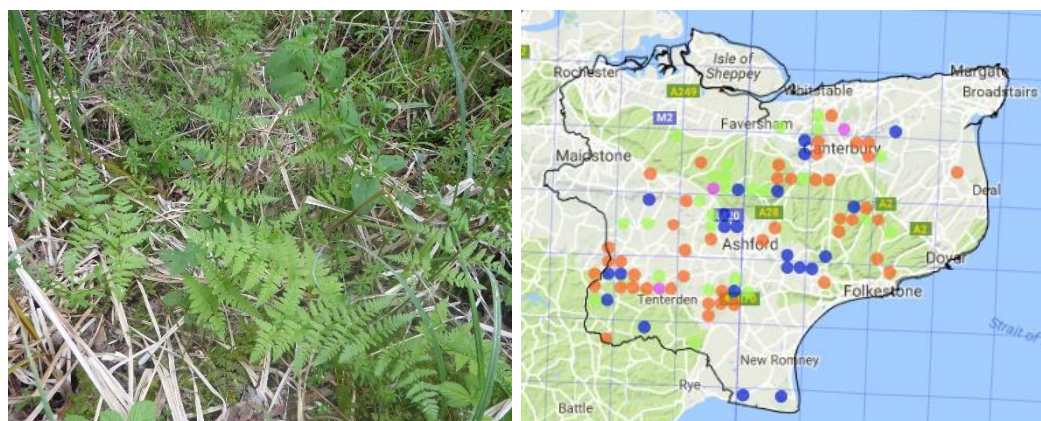 Isle of
Sheppey
Rochester
Margate
Broadstairs
A249
Whitstable
M2
Faversham
Canterbury
Maidstone
Deal
A2
A28
A2
Ashford
Dover
Folkestone
Tenterden
Strait of
New Romney
Rye
Battle